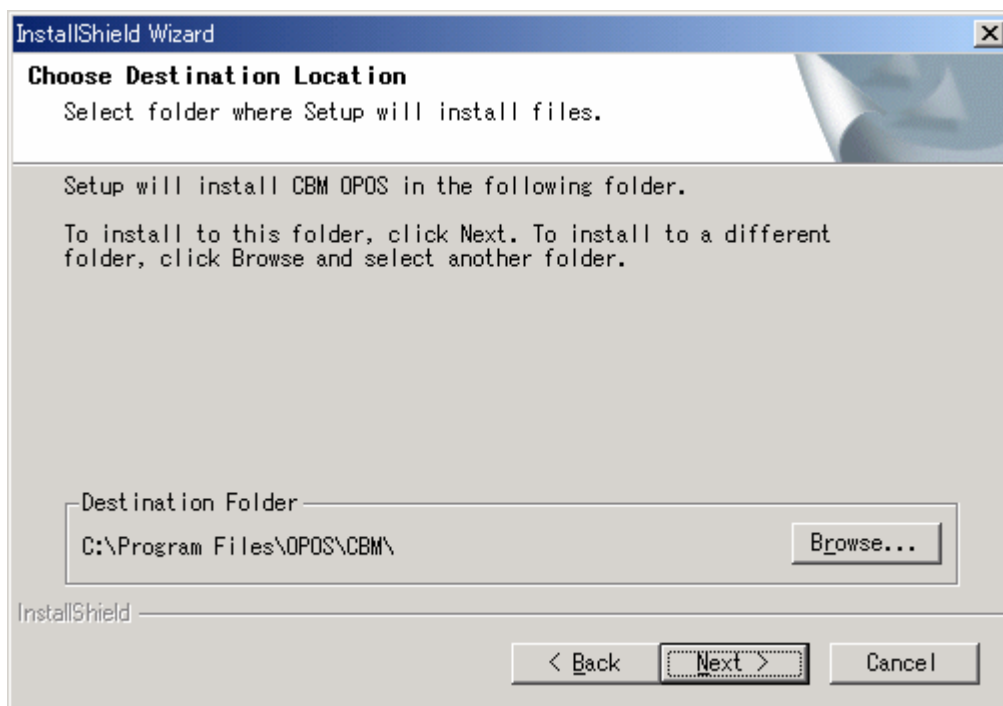 InstallShield Wizard
Choose Destination Location
Select folder where Setup will install files.
Setup will install CBM OPOS in the following folder.
To install to this folder, click Next. To install to a different
folder, click Browse and select another folder.
Destination Folder
C:\Program Files\OPOS\CBM\
Browse...
InstallShield
< Back
Next >
Cancel